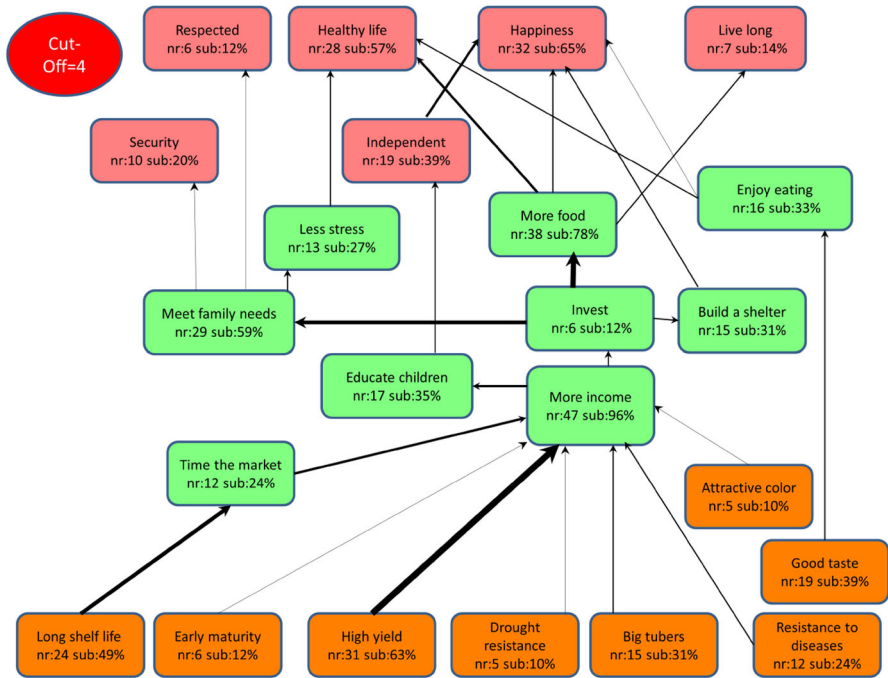 Cut-
Off=4
Respected
nr:6 sub:12%
Healthy life
nr:28 sub:57%
Happiness
nr:32 sub:65%
Live long
nr:7 sub:14%
Security
nr:10 sub:20%
Independent
nr:19 sub:39%
Enjoy eating
nr:16 sub:33%
Less stress
nr:13 sub:27%
More food
nr:38 sub:78%
Meet family needs
nr:29 sub:59%
Invest
nr:6 sub:12%
Build a shelter
nr:15 sub:31%
Educate children
nr:17 sub:35%
More income
nr:47 sub:96%
Time the market
nr:12 sub:24%
Attractive color
nr:5 sub:10%
Good taste
nr:19 sub:39%
Long shelf life
nr:24 sub:49%
Early maturity
nr:6 sub:12%
High yield
nr:31 sub:63%
Drought
resistance
nr:5 sub:10%
Big tubers
nr:15 sub:31%
Resistance to
diseases
nr:12 sub:24%